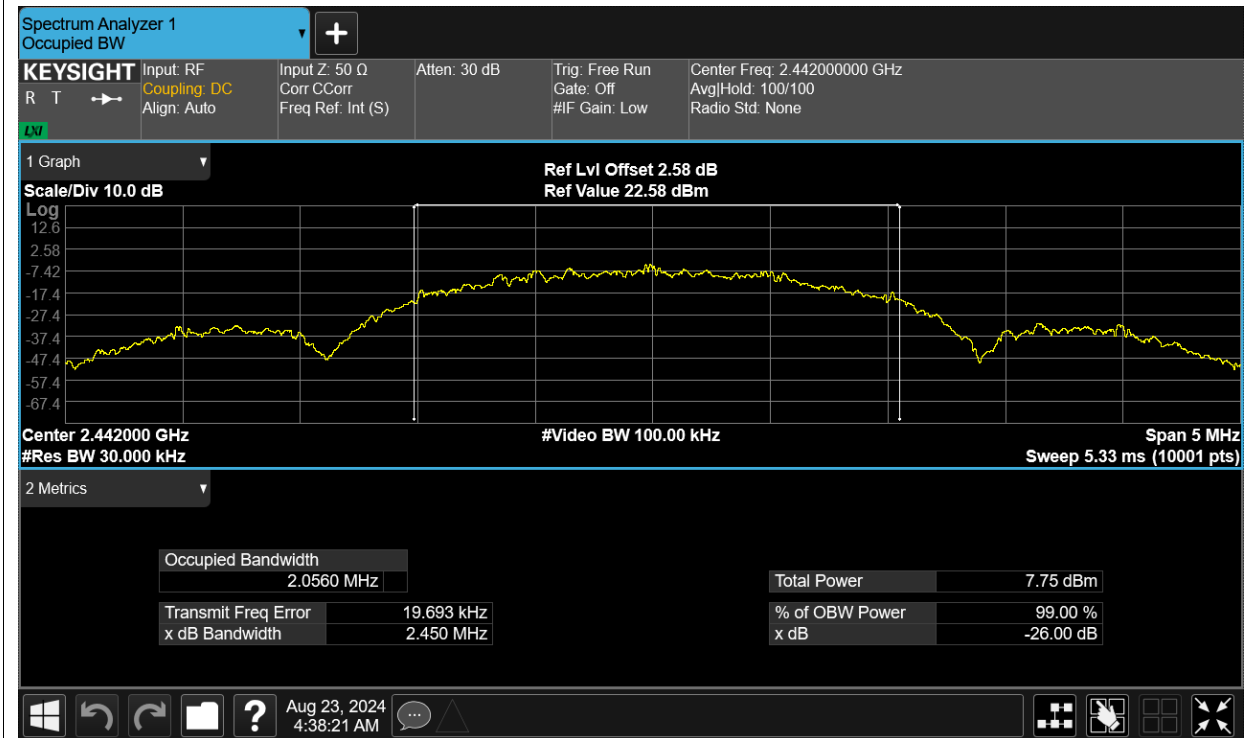 Spectrum Analyzer 1
Occupied BW
KEYSIGHT
R T
LXI
Input: RF
Coupling: DC
Align: Auto
Input Z: 50 Ω
Corr CCorr
Freq Ref: Int (S)
Atten: 30 dB
Trig: Free Run
Gate: Off
#IF Gain: Low
Center Freq: 2.442000000 GHz
Avg|Hold: 100/100
Radio Std: None
1 Graph
Scale/Div 10.0 dB
Ref Lvl Offset 2.58 dB
Ref Value 22.58 dBm
Log
12.6
2.58
-7.42
-17.4
-27.4
-37.4
-47.4
-57.4
-67.4
Center 2.442000 GHz
#Res BW 30.000 kHz
#Video BW 100.00 kHz
Span 5 MHz
Sweep 5.33 ms (10001 pts)
2 Metrics
Occupied Bandwidth
2.0560 MHz
Transmit Freq Error 19.693 kHz
x dB Bandwidth 2.450 MHz
Total Power 7.75 dBm
% of OBW Power 99.00 %
x dB -26.00 dB
Aug 23, 2024
4:38:21 AM